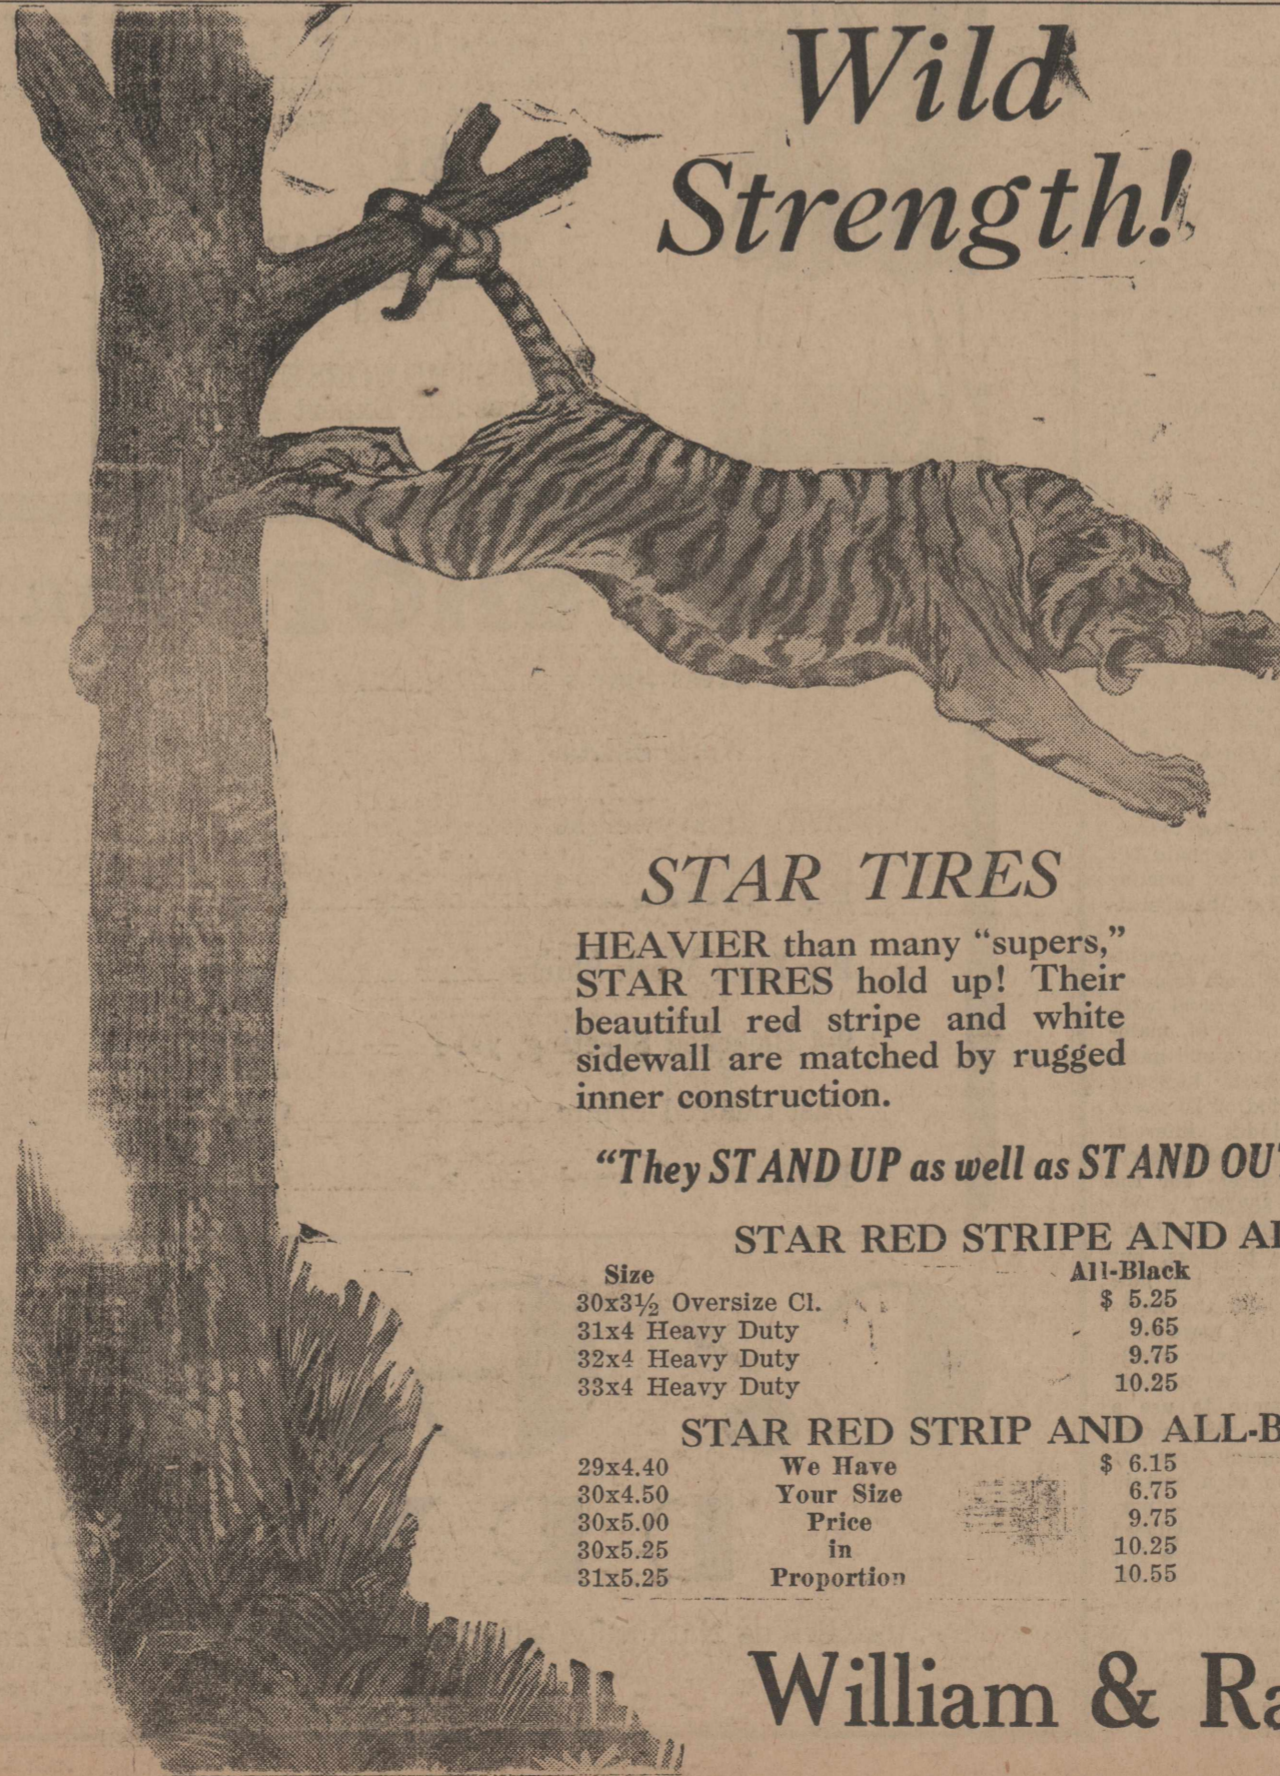 Wild
Strength!
STAR TIRES
HEAVIER than many “supers,”
STAR TIRES hold up! Their
beautiful red stripe and white
sidewall are matched by rugged
inner construction.
“They STAND UP as well as STAND OU
STAR RED STRIPE AND
Size All-Black
30x3½ Oversize Cl. $ 5.25
31x4 Heavy Duty 9.65
32x4 Heavy Duty 9.75
33x4 Heavy Duty 10.25
STAR RED STRIP AND ALL-B
29x4.40 We Have $ 6.15
30x4.50 Your Size 6.75
30x5.00 Price 9.75
30x5.25 in 10.25
31x5.25 Proportion 10.55
William & Ra